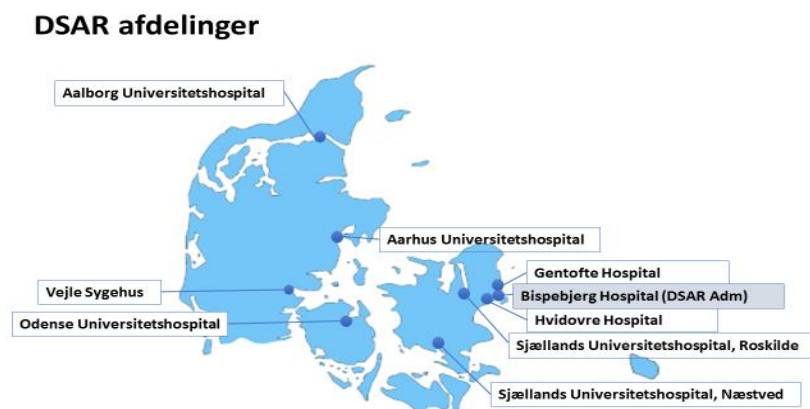 DSAR afdelinger
Aalborg Universitetshospital
Aarhus Universitetshospital
Gentofte Hospital
Vejle Sygehus
Bispebjerg Hospital (DSAR Adm)
Odense Universitetshospital
Hvidovre Hospital
Sjællands Universitetshospital, Roskilde
Sjællands Universitetshospital, Næstved